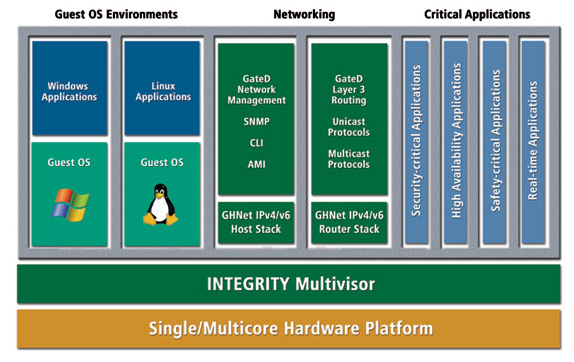 Guest OS Environments
Networking
Critical Applications
Windows
Applications
Linux
Applications
Guest OS
Guest OS
GateD
Network
Management
SNMP
CLI
AMI
GHNet IPv4/v6
Host Stack
GateD
Layer 3
Routing
Unicast
Protocols
Multicast
Protocols
GHNet IPv4/v6
Router Stack
Security-critical Applications
High Availability Applications
Safety-critical Applications
Real-time Applications
INTEGRITY Multivisor
Single/Multicore Hardware Platform